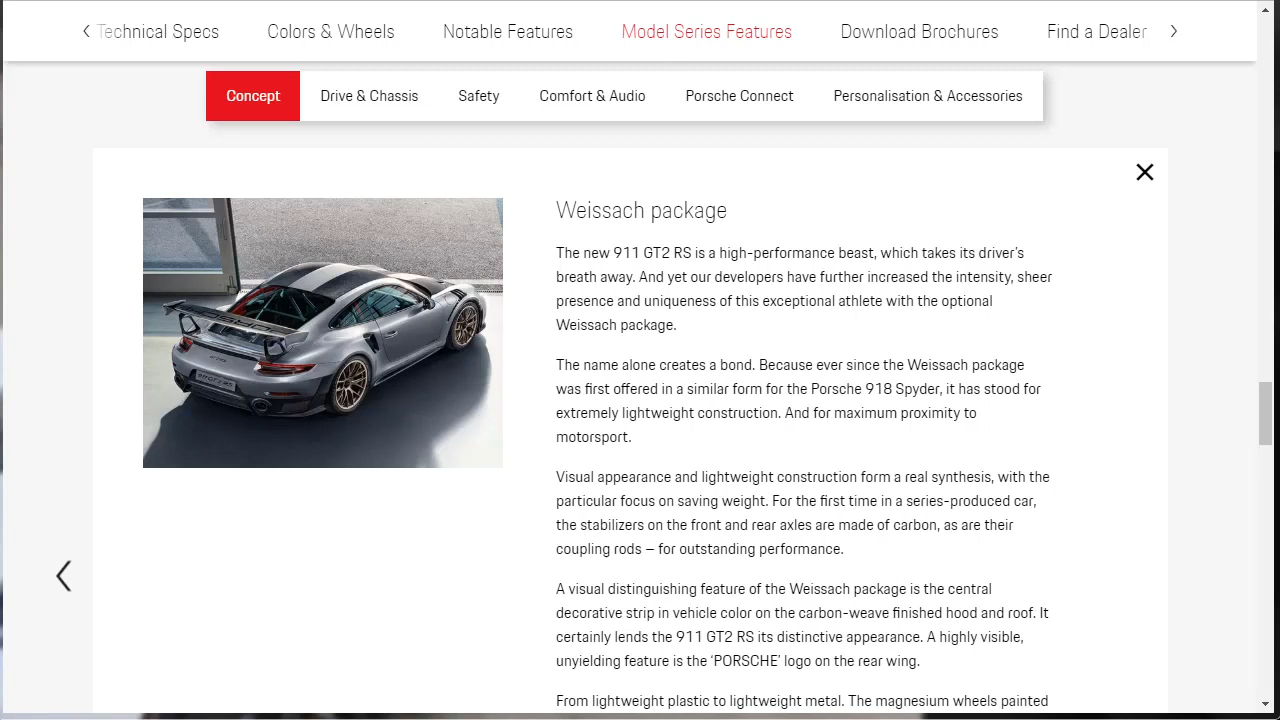 Technical Specs
Colors & Wheels
Notable Features
Model Series Features
Download Brochures
Find a Dealer
Concept
Drive & Chassis
Safety
Comfort & Audio
Porsche Connect
Personalisation & Accessories
Weissach package
The new 911 GT2 RS is a high-performance beast, which takes its driver’s
breath away. And yet our developers have further increased the intensity, sheer
presence and uniqueness of this exceptional athlete with the optional
Weissach package.
The name alone creates a bond. Because ever since the Weissach package
was first offered in a similar form for the Porsche 918 Spyder, it has stood for
extremely lightweight construction. And for maximum proximity to
motorsport.
Visual appearance and lightweight construction form a real synthesis, with the
particular focus on saving weight. For the first time in a series-produced car,
the stabilizers on the front and rear axles are made of carbon, as are their
coupling rods – for outstanding performance.
A visual distinguishing feature of the Weissach package is the central
decorative strip in vehicle color on the carbon-weave finished hood and roof. It
certainly lends the 911 GT2 RS its distinctive appearance. A highly visible,
unyielding feature is the ‘PORSCHE’ logo on the rear wing.
From lightweight plastic to lightweight metal. The magnesium wheels painted